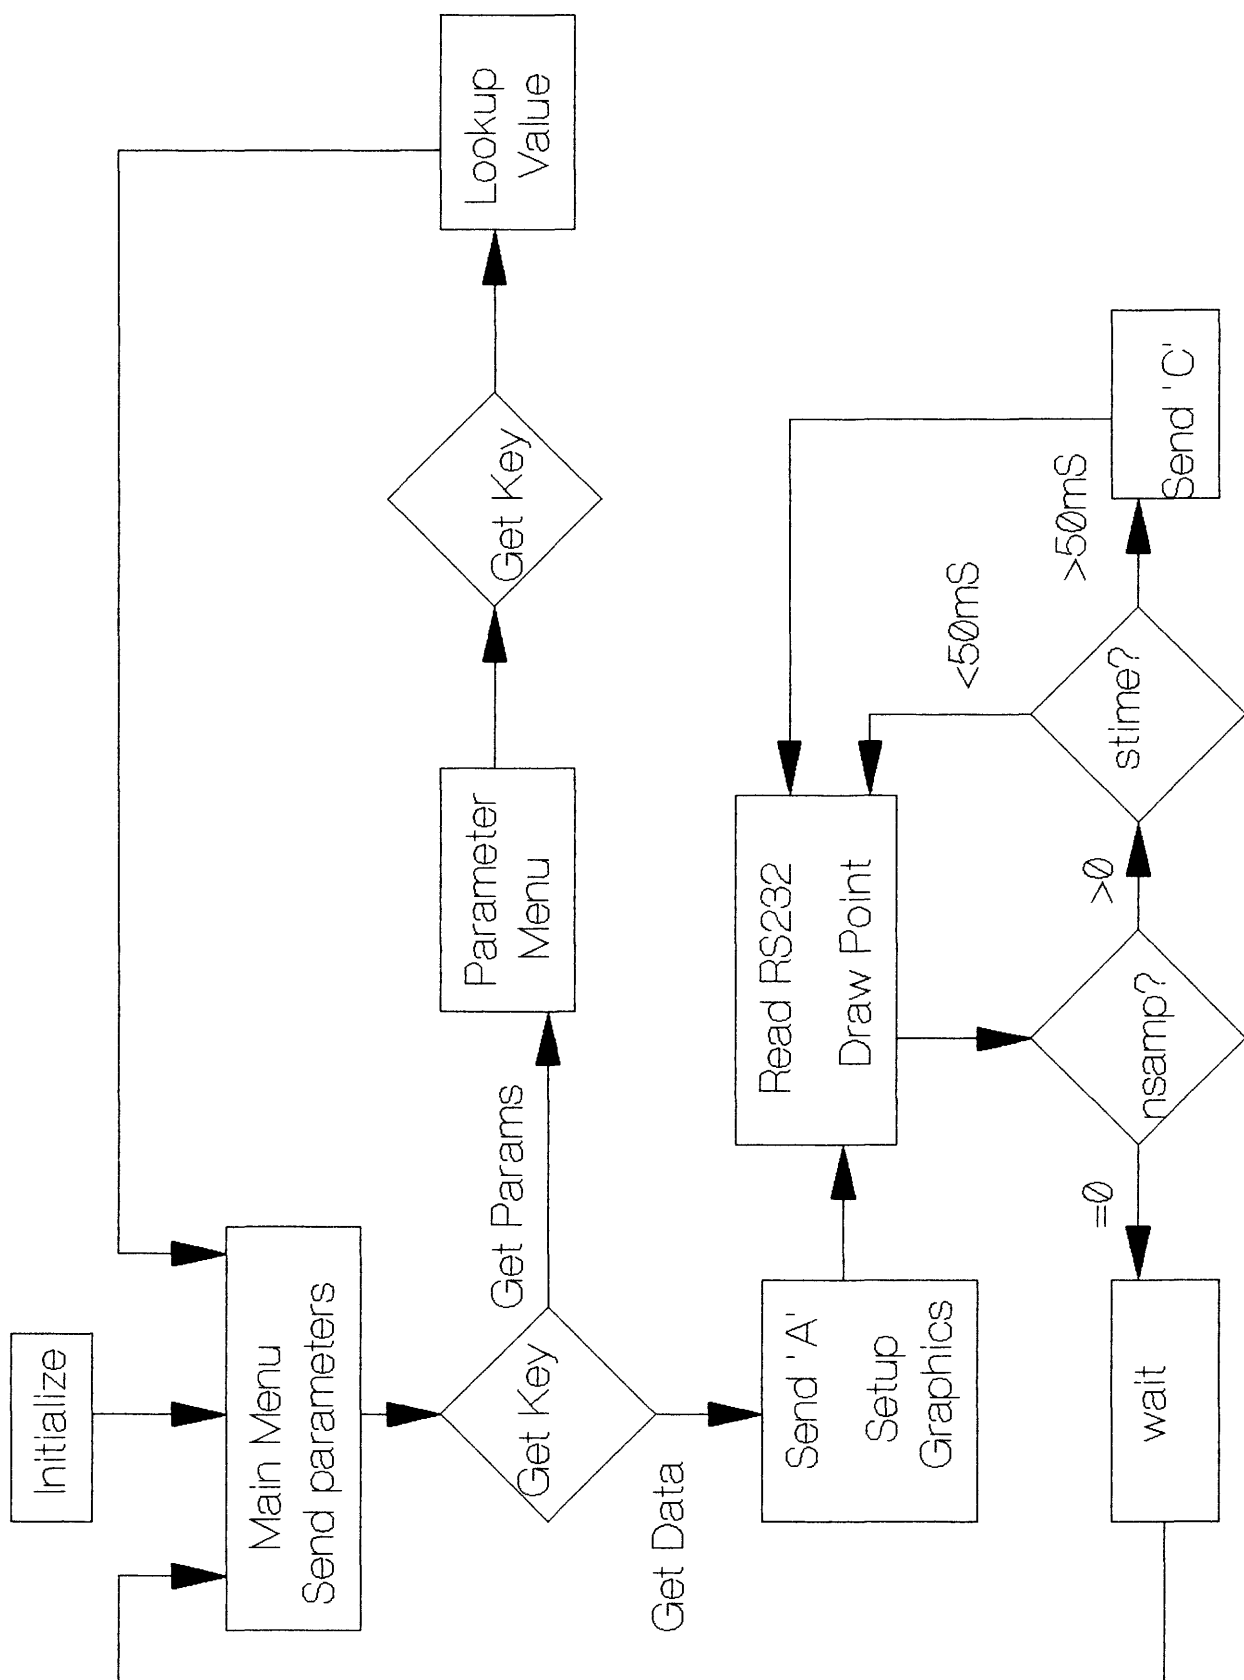 Initialize
Main Menu
Send parameters
Get Key
Get Params
Parameter
Menu
Get Key
Lookup
Value
Get Data
Send 'A'
Setup
Graphics
Read RS232
Draw Point
<50mS
nsamp?
=0
>0
stime?
>50mS
Send 'C'
wait